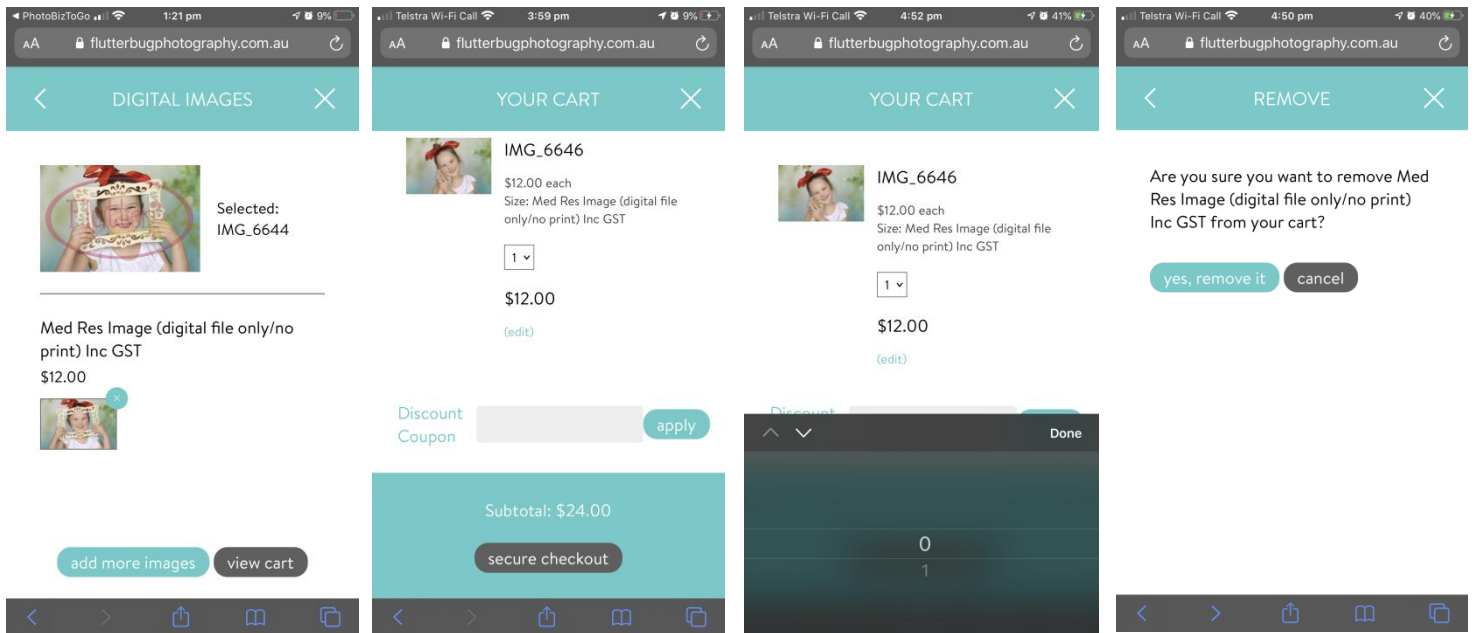 PhotoBizToGo
1:21 pm
9%
AA
flutterbugphotography.com.au
DIGITAL IMAGES
Selected:
IMG_6644
Med Res Image (digital file only/no
print) Inc GST
$12.00
add more images
view cart
Telstra Wi-Fi Call
3:59 pm
9%
AA
flutterbugphotography.com.au
YOUR CART
IMG_6646
$12.00 each
Size: Med Res Image (digital file
only/no print) Inc GST
1
$12.00
(edit)
Discount
Coupon
apply
Subtotal: $24.00
secure checkout
Telstra Wi-Fi Call
4:52 pm
41%
AA
flutterbugphotography.com.au
YOUR CART
IMG_6646
$12.00 each
Size: Med Res Image (digital file
only/no print) Inc GST
1
$12.00
(edit)
Discount
Done
0
1
Telstra Wi-Fi Call
4:50 pm
40%
AA
flutterbugphotography.com.au
REMOVE
Are you sure you want to remove Med
Res Image (digital file only/no print)
Inc GST from your cart?
yes, remove it
cancel